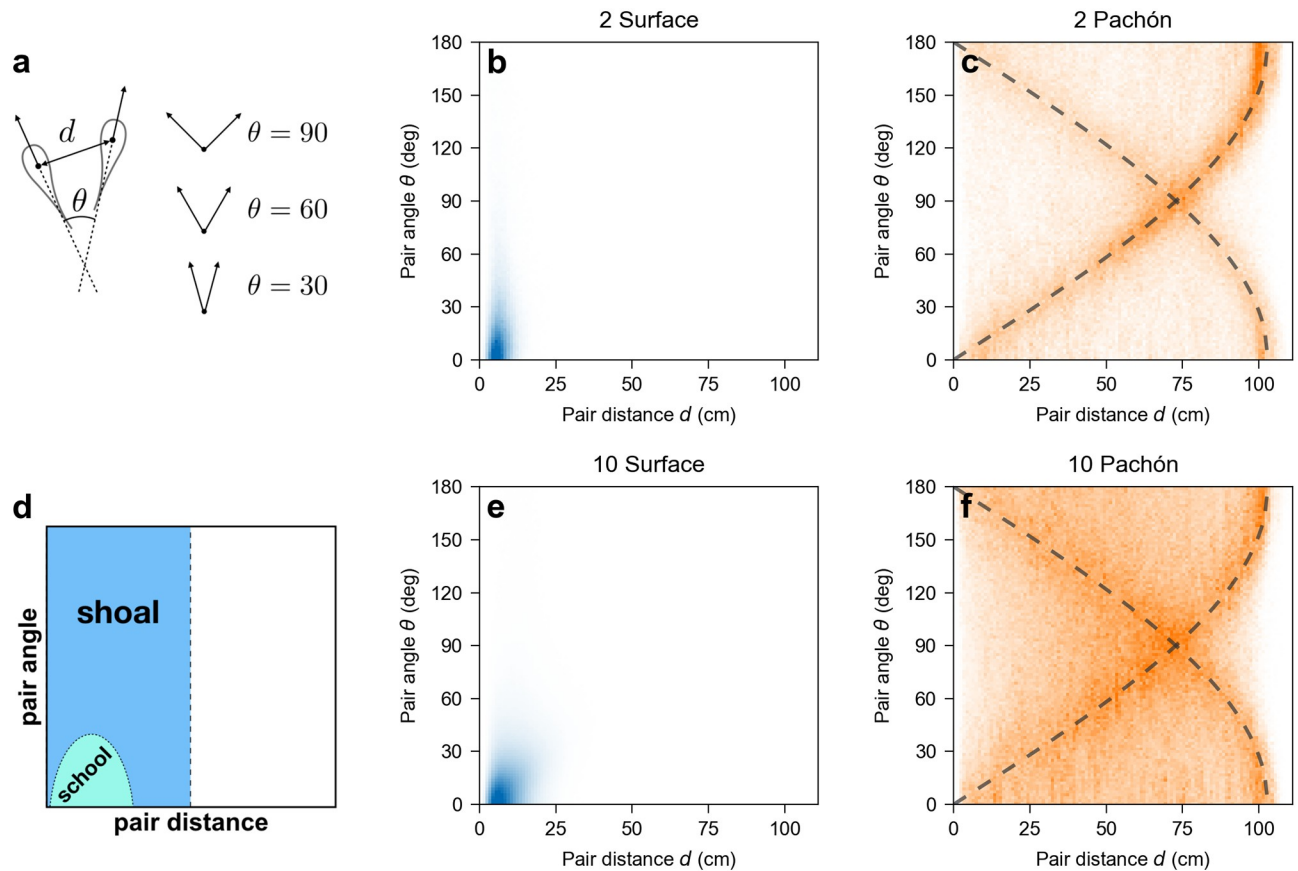 a
d
θ
θ = 90
θ = 60
θ = 30
2 Surface
b
180
150
120
90
60
30
0
Pair angle θ (deg)
0 25 50 75 100
Pair distance d (cm)
2 Pachón
c
180
150
120
90
60
30
0
Pair angle θ (deg)
0 25 50 75 100
Pair distance d (cm)
d
shoal
school
pair angle
pair distance
10 Surface
e
180
150
120
90
60
30
0
Pair angle θ (deg)
0 25 50 75 100
Pair distance d (cm)
10 Pachón
f
180
150
120
90
60
30
0
Pair angle θ (deg)
0 25 50 75 100
Pair distance d (cm)